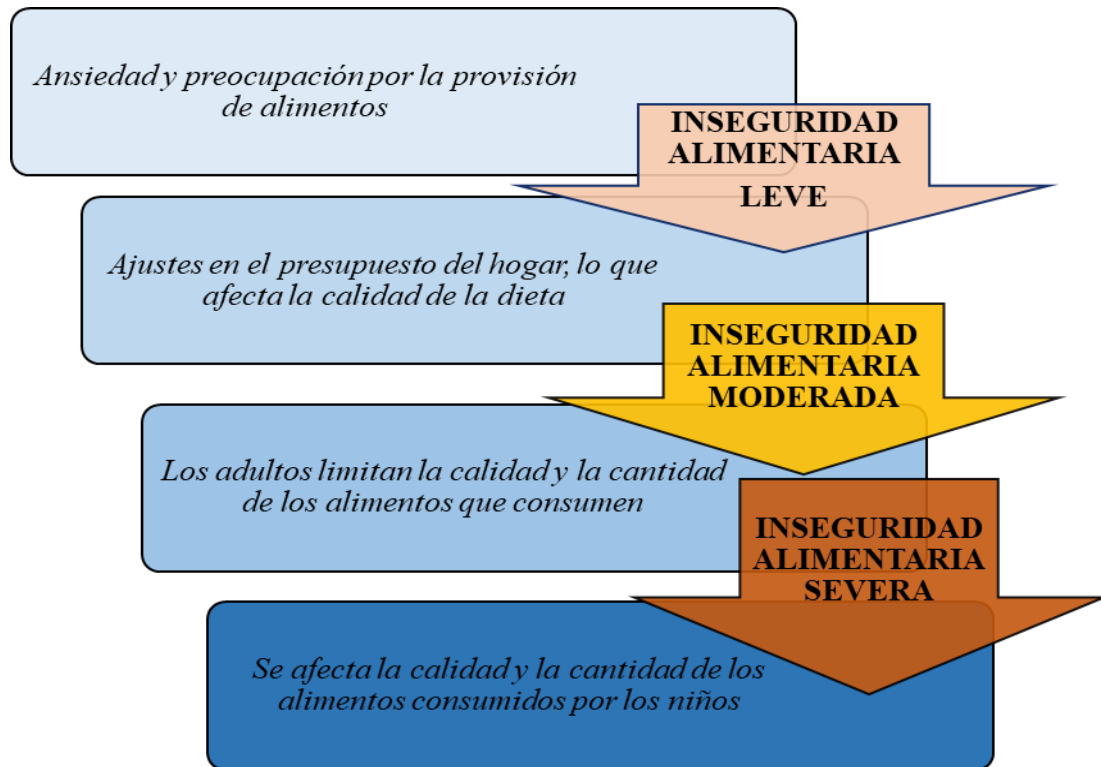 Ansiedad y preocupación por la provisión
de alimentos
INSEGURIDAD
ALIMENTARIA
LEVE
Ajustes en el presupuesto del hogar, lo que
afecta la calidad de la dieta
INSEGURIDAD
ALIMENTARIA
MODERADA
Los adultos limitan la calidad y la cantidad
de los alimentos que consumen
INSEGURIDAD
ALIMENTARIA
SEVERA
Se afecta la calidad y la cantidad de los
alimentos consumidos por los niños